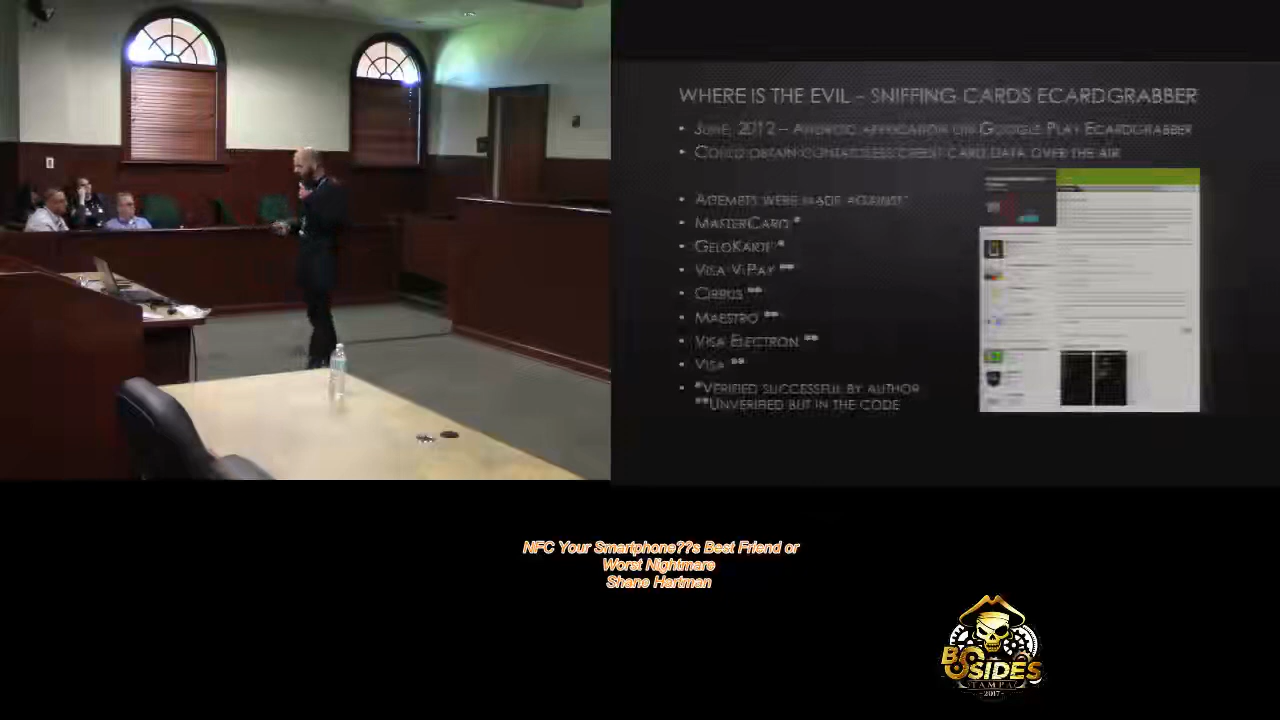 WHERE IS THE EVIL – SNIFFING CARDS ECARDGRABBER
• JUNE, 2012 – ANDROID APPLICATION ON GOOGLE PLAY ECARDGRABBER
• COULD OBTAIN CONTACTLESS CREDIT CARD DATA OVER THE AIR
• WERE MADE AGAINST
• MASTERCARD *
• GELDKART *
• VISA V PAY **
• CIRRUS **
• MAESTRO **
• VISA ELECTRON **
• VISA **
• *VERIFIED SUCCESSFUL BY AUTHOR
**UNVERIFIED BUT IN THE CODE
NFC Your Smartphone??s Best Friend or
Worst Nightmare
Shane Hartman
BSIDES
TAMPA
2017